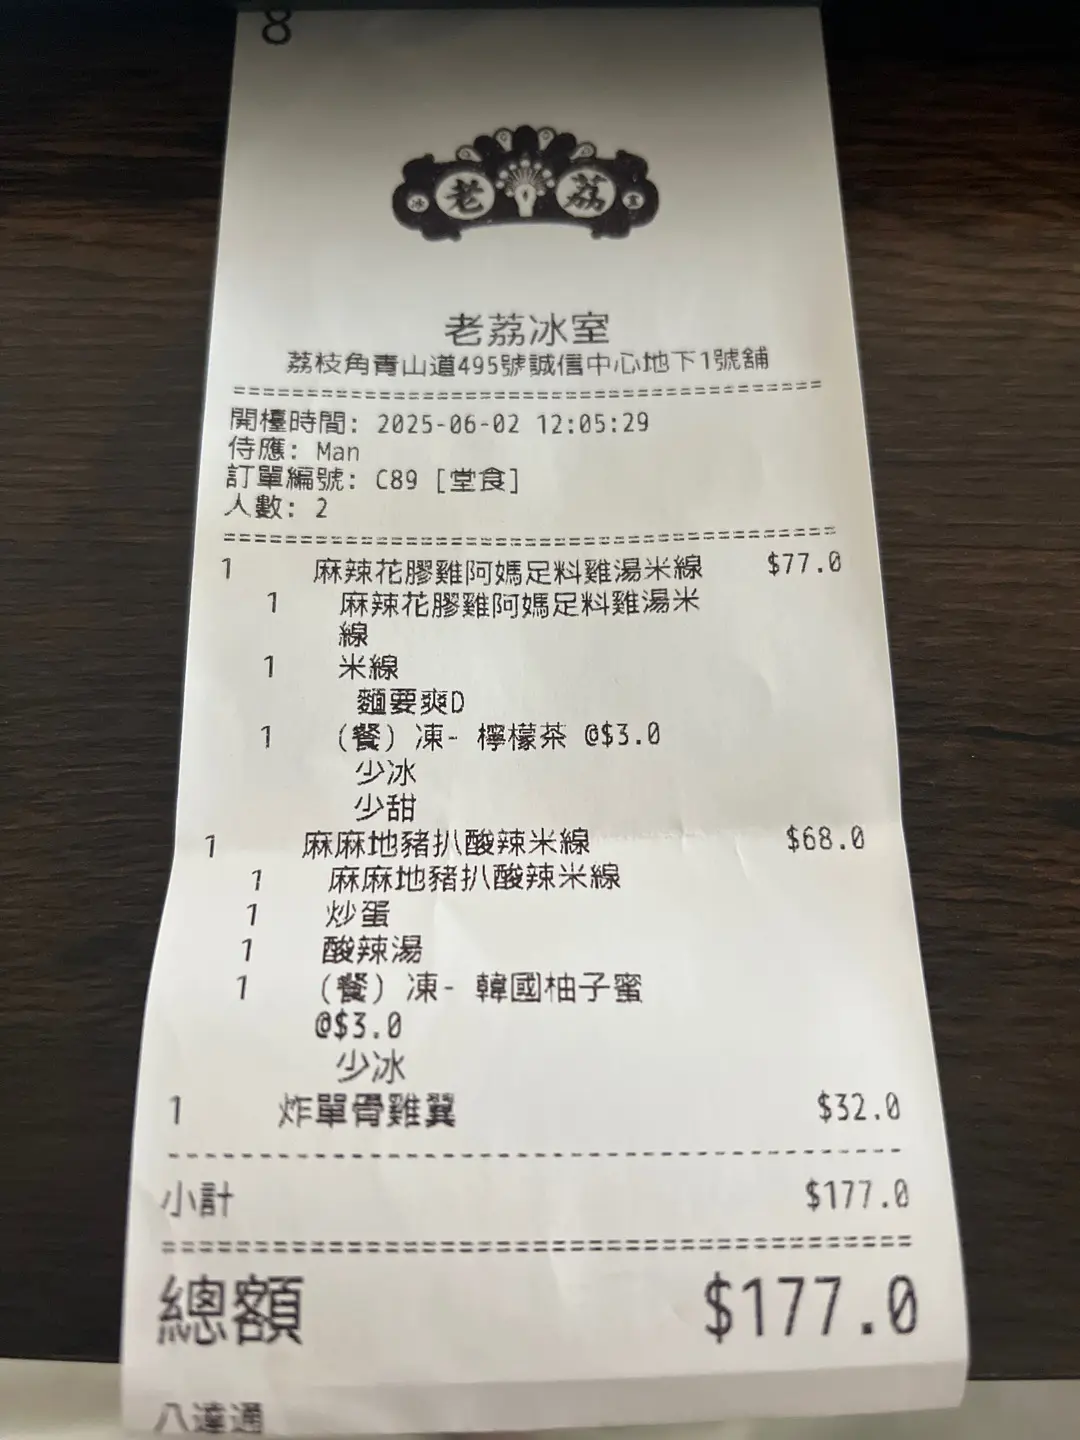 8
冰 老 荔 室
老荔冰室
荔枝角青山道495號誠信中心地下1號舖
開檯時間: 2025-06-02 12:05:29
侍應: Man
訂單編號: C89 [堂食]
人數: 2
1 麻辣花膠雞阿媽足料雞湯米線 $77.0
1 麻辣花膠雞阿媽足料雞湯米
線
1 米線
麵要爽D
1 (餐) 凍- 檸檬茶 @$3.0
少冰
少甜
1 麻麻地豬扒酸辣米線 $68.0
1 麻麻地豬扒酸辣米線
1 炒蛋
1 酸辣湯
1 (餐) 凍- 韓國柚子蜜
@$3.0
少冰
1 炸單骨雞翼 $32.0
小計 $177.0
總額 $177.0
八達通